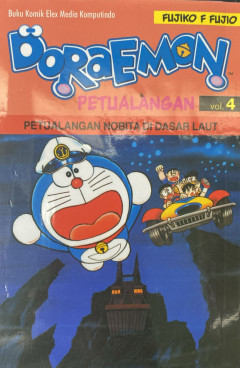 Buku Komik Elex Media Komputindo
FUJIKO F FUJIO
DORAEMON
PETUALANGAN
vol. 4
PETUALANGAN NOBITA DI DASAR LAUT